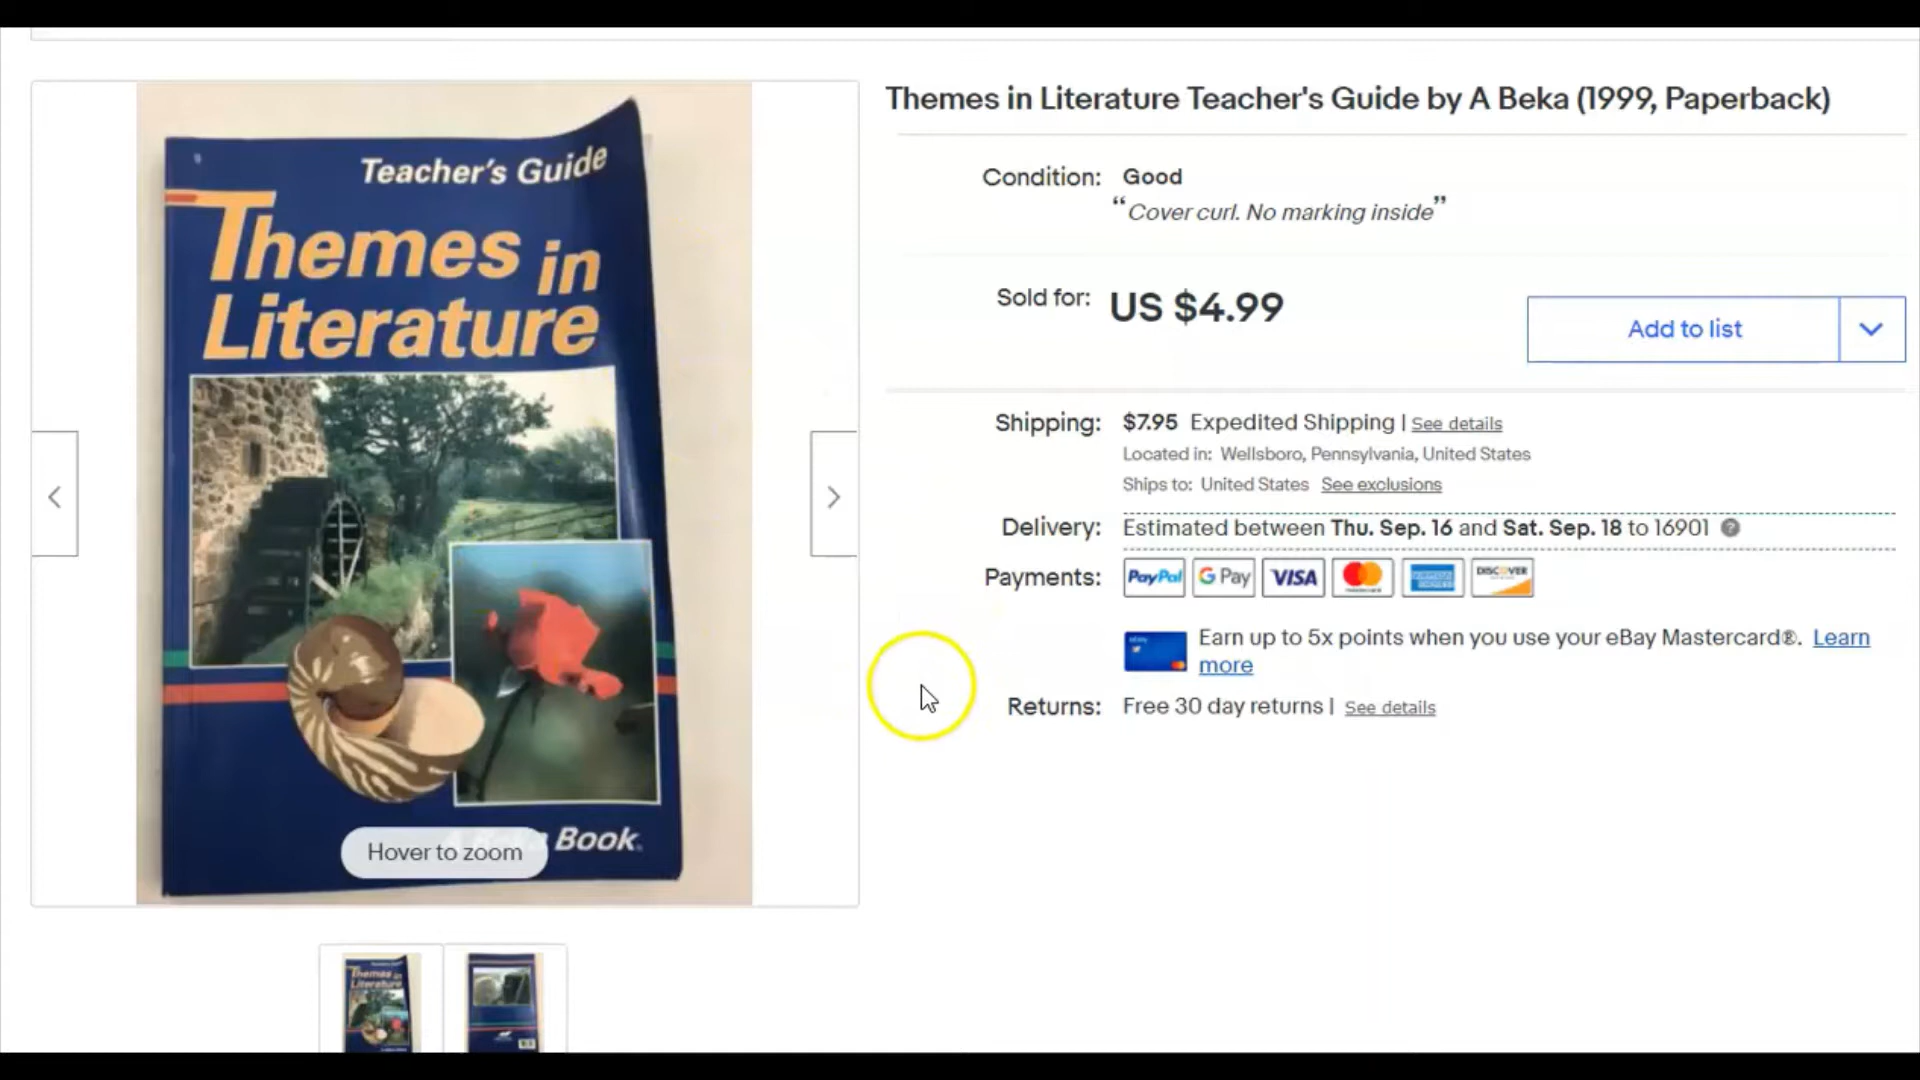 Teacher's Guide
Themes in
Literature
Book
Hover to zoom
Themes in
Literature
Themes in Literature Teacher's Guide by A Beka (1999, Paperback)
Condition: Good
“Cover curl. No marking inside”
Sold for: US $4.99
Add to list
Shipping: $7.95 Expedited Shipping | See details
Located in: Wellsboro, Pennsylvania, United States
Ships to: United States See exclusions
Delivery: Estimated between Thu. Sep. 16 and Sat. Sep. 18 to 16901 ?
Payments: PayPal G Pay VISA DISCOVER
Earn up to 5x points when you use your eBay Mastercard®. Learn
more
Returns: Free 30 day returns | See details